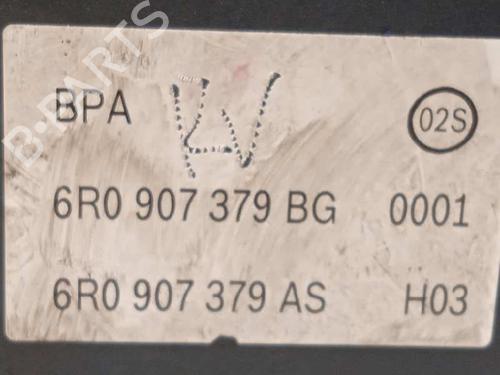 BPA 02S
6R0 907 379 BG 0001
6R0 907 379 AS H03
B-PARTS